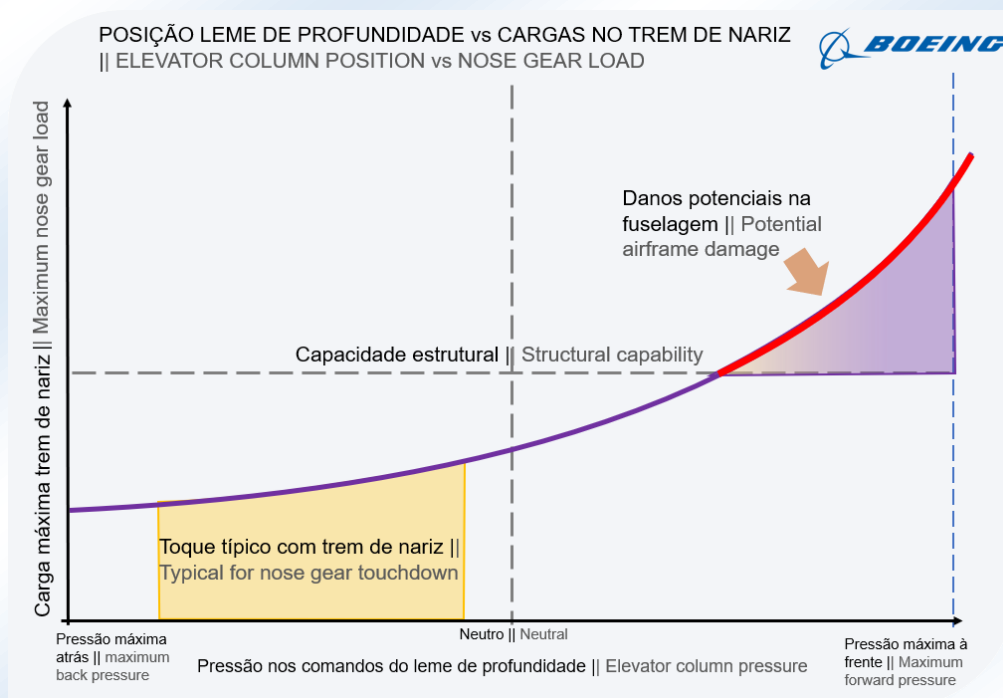 POSIÇÃO LEME DE PROFUNDIDADE vs CARGAS NO TREM DE NARIZ
|| ELEVATOR COLUMN POSITION vs NOSE GEAR LOAD
BOEING
Carga máxima trem de nariz || Maximum nose gear load
Danos potenciais na
fuselagem || Potential
airframe damage
Capacidade estrutural || Structural capability
Toque típico com trem de nariz ||
Typical for nose gear touchdown
Pressão máxima
atrás || maximum
back pressure
Neutro || Neutral
Pressão nos comandos do leme de profundidade || Elevator column pressure
Pressão máxima à
frente || Maximum
forward pressure